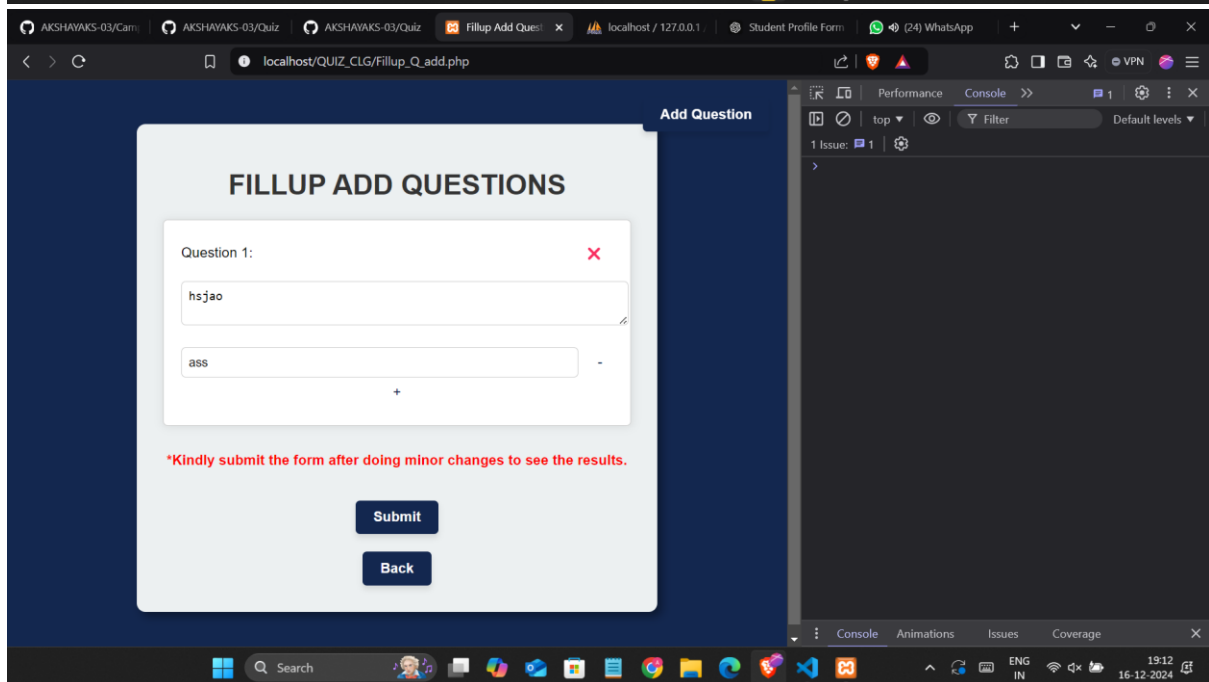 AKSHAYAKS-03/Cam
AKSHAYAKS-03/Quiz
AKSHAYAKS-03/Quiz
Fillup Add Quest
localhost / 127.0.0.1 /
Student Profile Form
(24) WhatsApp
localhost/QUIZ_CLG/Fillup_Q_add.php
VPN
Performance Console 1
top Filter Default levels
1 Issue: 1
Add Question
FILLUP ADD QUESTIONS
Question 1:
hsjao
ass -
+
*Kindly submit the form after doing minor changes to see the results.
Submit
Back
Console Animations Issues Coverage
Search
ENG
IN
19:12
16-12-2024